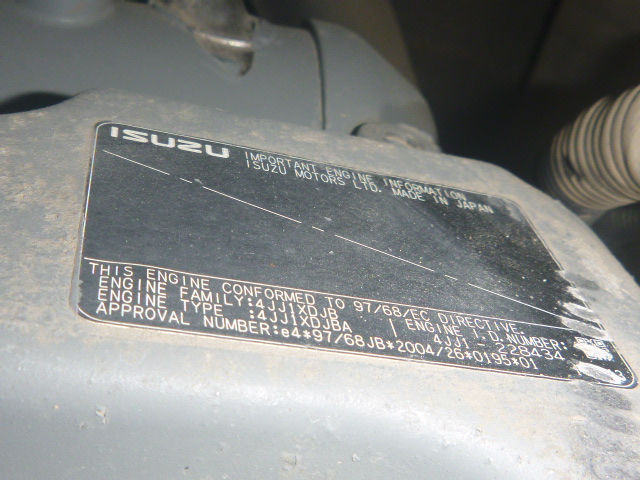 ISUZU IMPORTANT ENGINE INFORMATION
ISUZU MOTORS LTD. MADE IN JAPAN
THIS ENGINE CONFORMED TO 97/68/EC DIRECTIVE.
ENGINE FAMILY:4JJ1XDJB | ENGINE I.D. NUMBER:
ENGINE TYPE :4JJ1XDJBA | 4JJ1 - 228434
APPROVAL NUMBER:e4*97/68JB*2004/26*0195*01